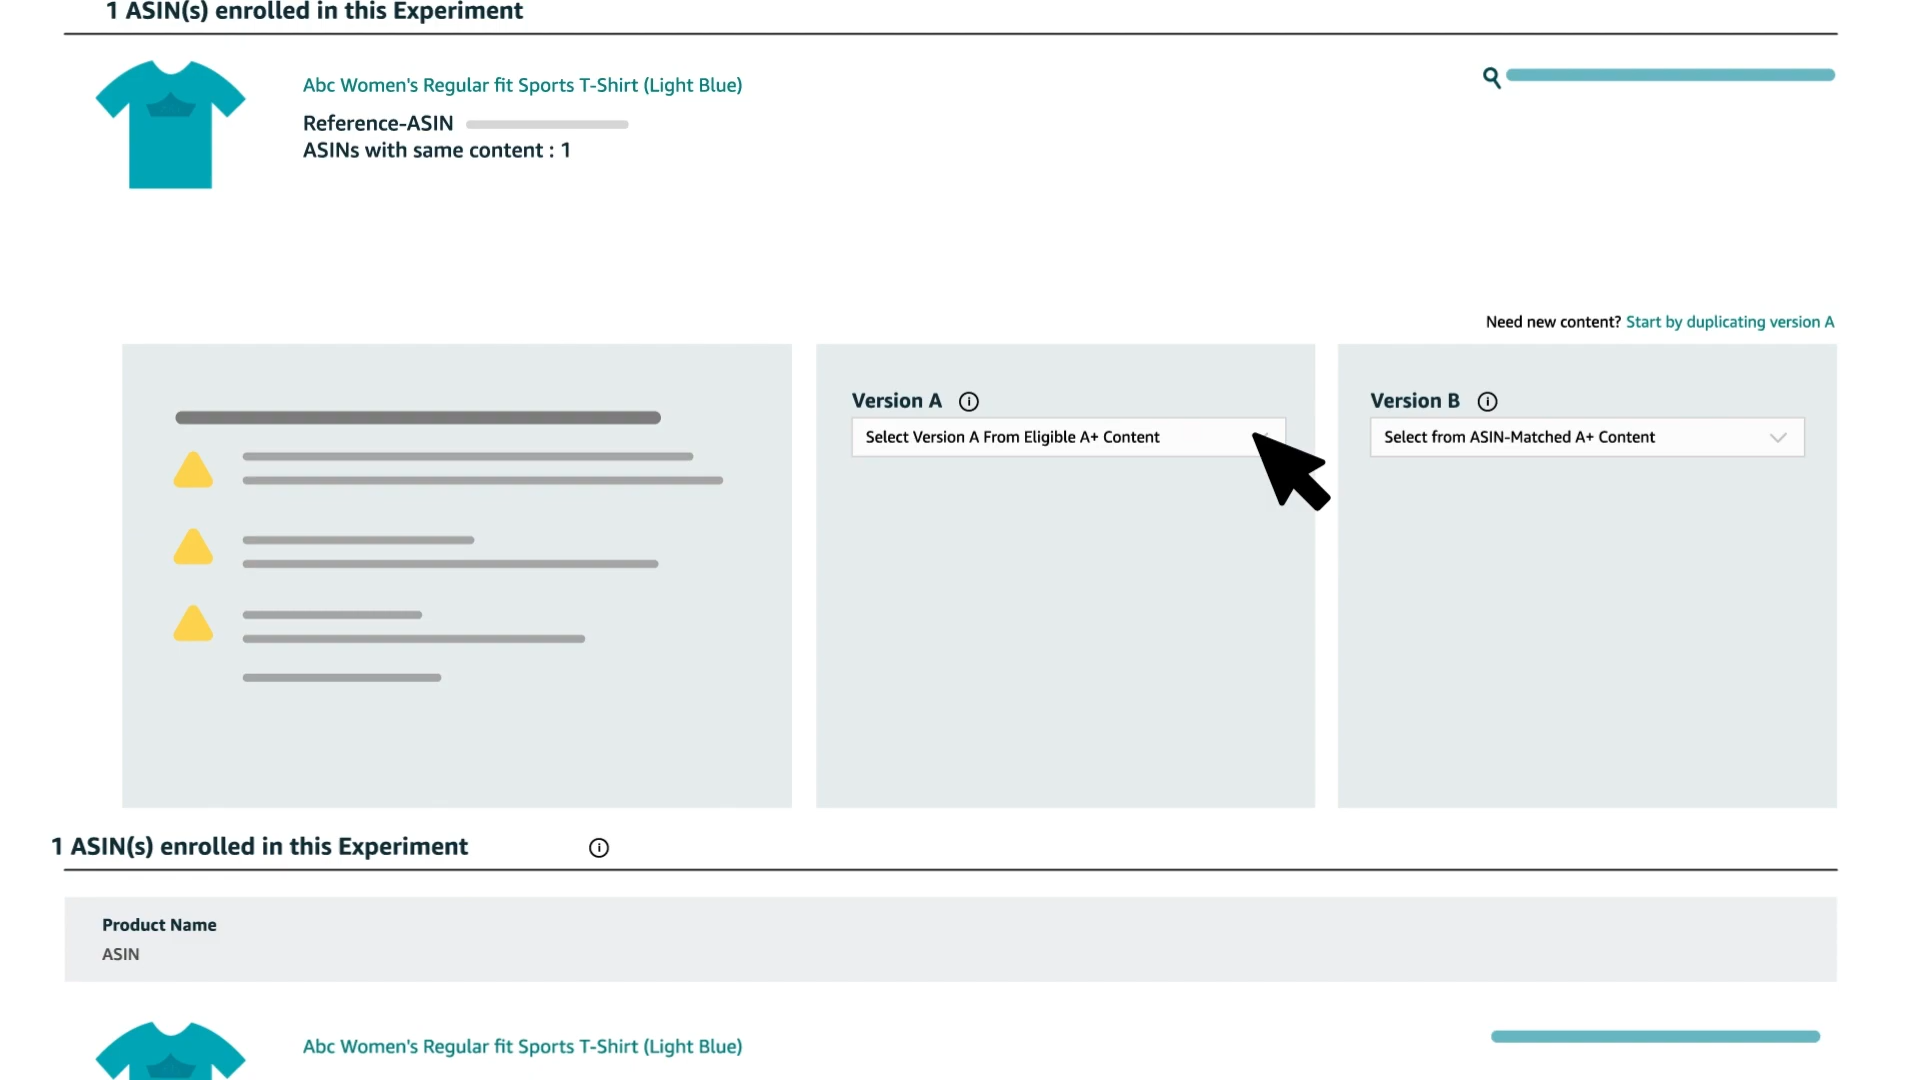 1 ASIN(s) enrolled in this Experiment
Abc Women's Regular fit Sports T-Shirt (Light Blue)
Reference-ASIN
ASINs with same content : 1
Need new content? Start by duplicating version A
Version A
Select Version A From Eligible A+ Content
Version B
Select from ASIN-Matched A+ Content
1 ASIN(s) enrolled in this Experiment
Product Name
ASIN
Abc Women's Regular fit Sports T-Shirt (Light Blue)